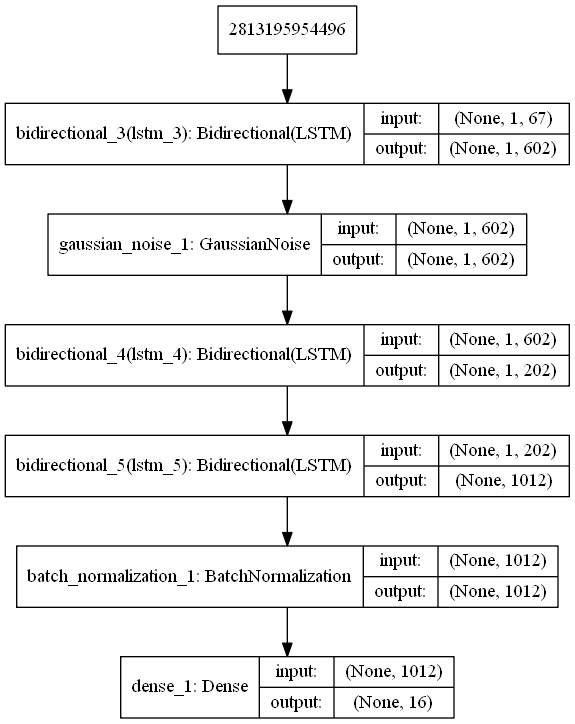 2813195954496
bidirectional_3(lstm_3): Bidirectional(LSTM)
input: (None, 1, 67)
output: (None, 1, 602)
gaussian_noise_1: GaussianNoise
input: (None, 1, 602)
output: (None, 1, 602)
bidirectional_4(lstm_4): Bidirectional(LSTM)
input: (None, 1, 602)
output: (None, 1, 202)
bidirectional_5(lstm_5): Bidirectional(LSTM)
input: (None, 1, 202)
output: (None, 1012)
batch_normalization_1: BatchNormalization
input: (None, 1012)
output: (None, 1012)
dense_1: Dense
input: (None, 1012)
output: (None, 16)